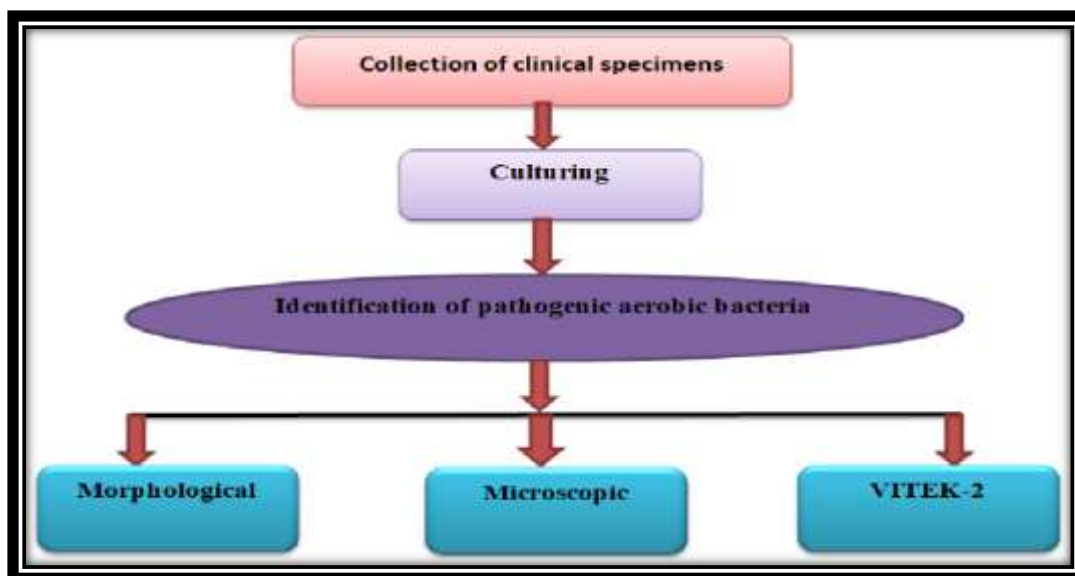 Collection of clinical specimens
Culturing
Identification of pathogenic aerobic bacteria
Morphological
Microscopic
VITEK-2